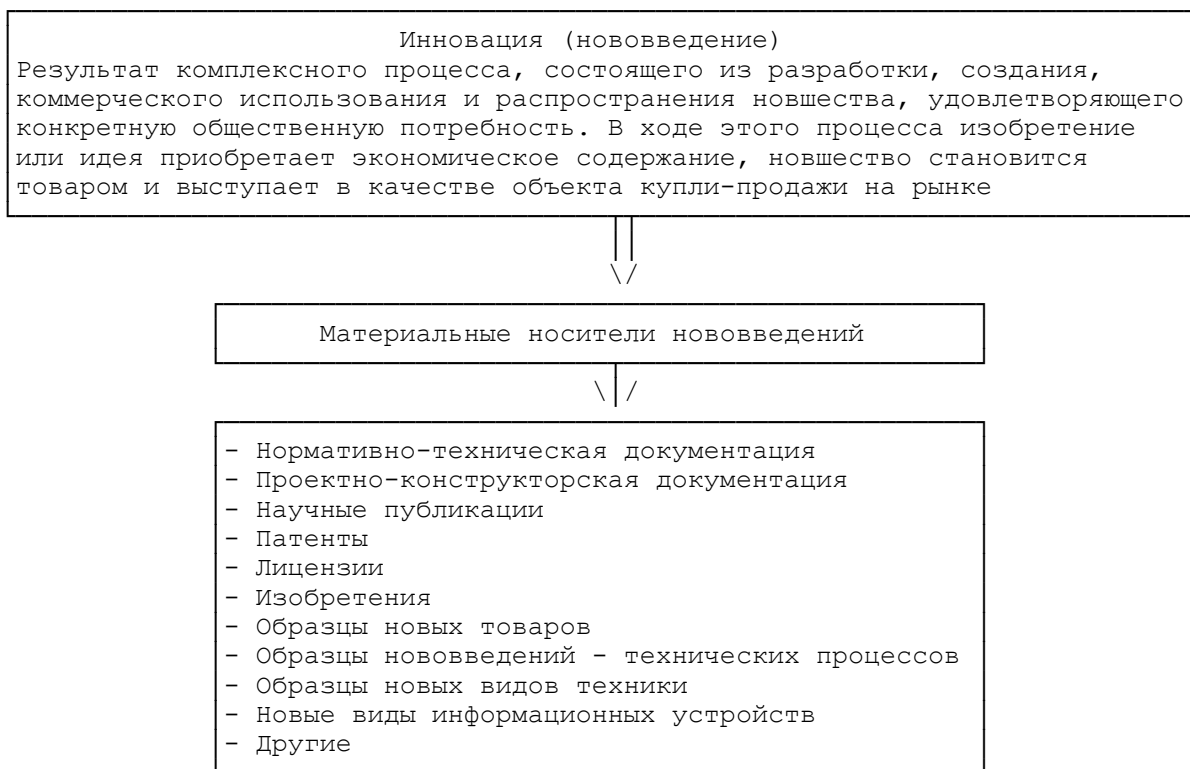 Инновация (нововведение)
Результат комплексного процесса, состоящего из разработки, создания,
коммерческого использования и распространения новшества, удовлетворяющего
конкретную общественную потребность. В ходе этого процесса изобретение
или идея приобретает экономическое содержание, новшество становится
товаром и выступает в качестве объекта купли-продажи на рынке
Материальные носители нововведений
- Нормативно-техническая документация
- Проектно-конструкторская документация
- Научные публикации
- Патенты
- Лицензии
- Изобретения
- Образцы новых товаров
- Образцы нововведений - технических процессов
- Образцы новых видов техники
- Новые виды информационных устройств
- Другие